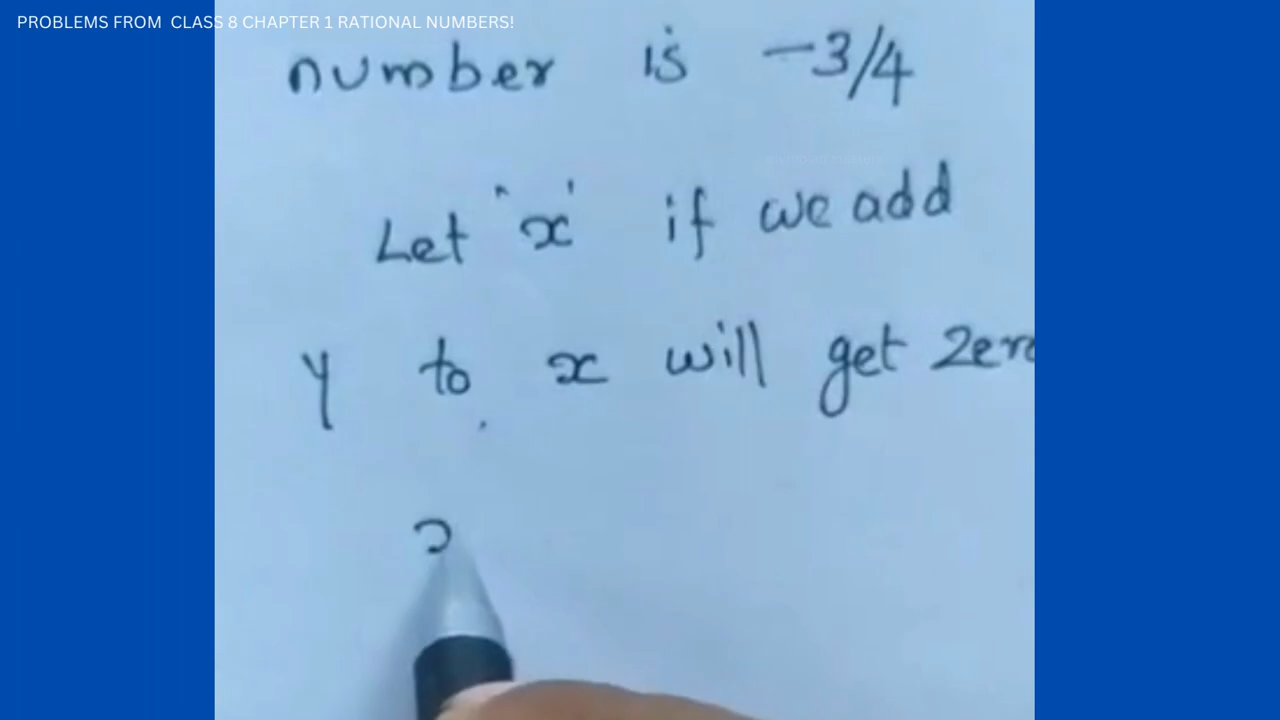 PROBLEMS FROM CLASS 8 CHAPTER 1 RATIONAL NUMBERS!
number is -3/4
Let 'x' if we add
y to x will get zero